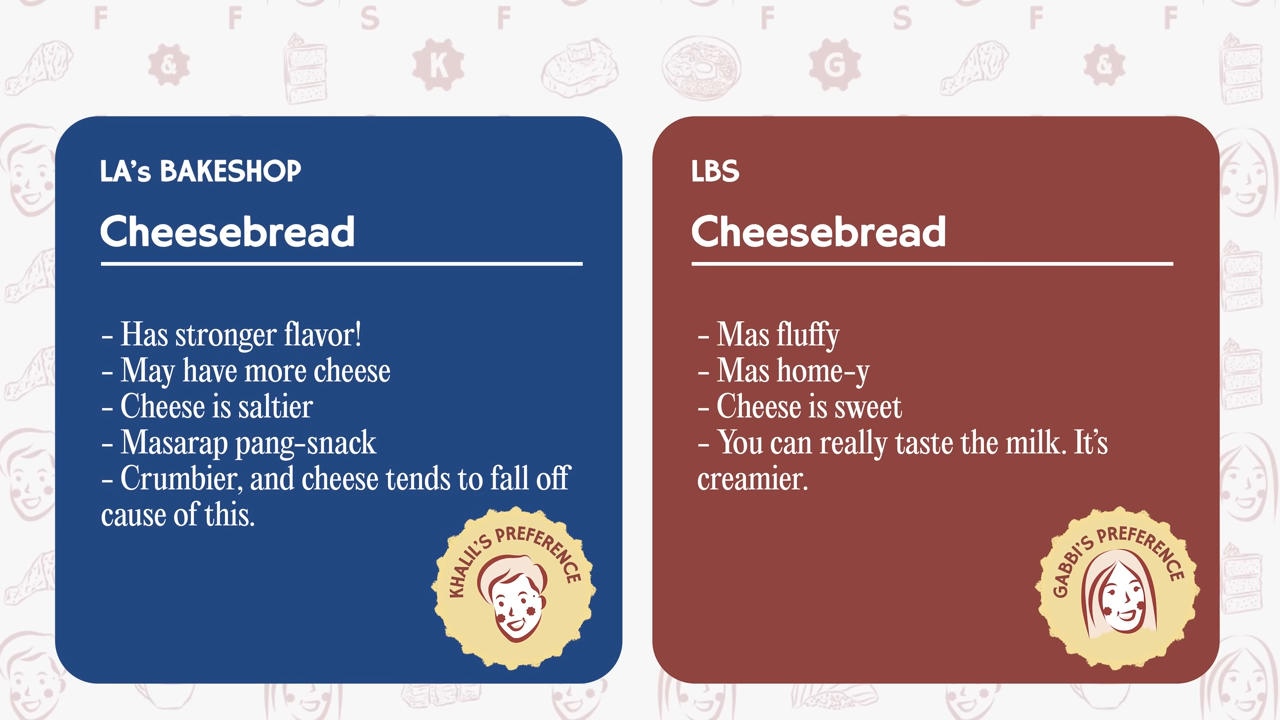 F F S F F S F F
& K G &
LA's BAKESHOP
Cheesebread
- Has stronger flavor!
- May have more cheese
- Cheese is saltier
- Masarap pang-snack
- Crumbier, and cheese tends to fall off
cause of this.
KHALIL'S PREFERENCE
LBS
Cheesebread
- Mas fluffy
- Mas home-y
- Cheese is sweet
- You can really taste the milk. It's
creamier.
GABBI'S PREFERENCE